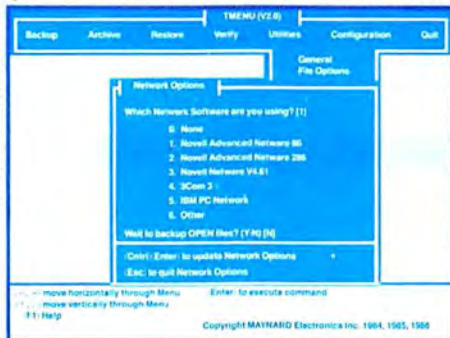 TMENU (V2.0)
Backup Archive Restore Verify Utilities Configuration Quit
General
File Options
Network Options
Which Network Software are you using? [1]
0. None
1. Novell Advanced Netware 86
2. Novell Advanced Netware 286
3. Novell Netware V4.61
4. 3Com 3
5. IBM PC Network
6. Other
Wait to backup OPEN files? (Y-N) [N]
<Cntrl> Enter> to update Network Options
<Esc> to quit Network Options
move horizontally through Menu <Enter> to execute command
move vertically through Menu
<F1> Help
Copyright MAYNARD Electronics Inc. 1984, 1985, 1986